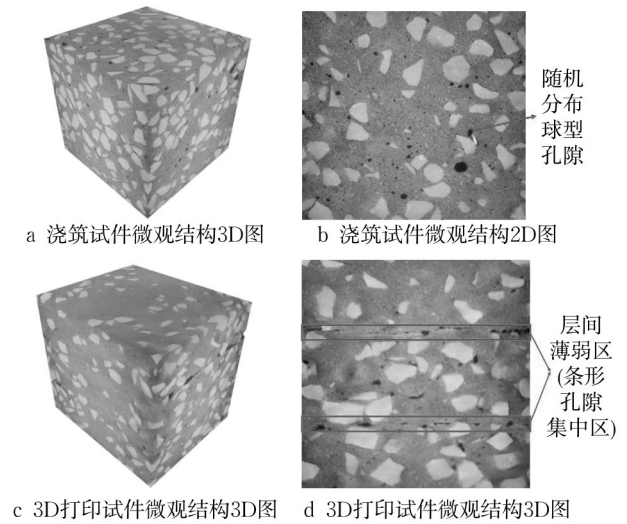 随机
分布
球型
孔隙
a 浇筑试件微观结构3D图
b 浇筑试件微观结构2D图
层间
薄弱区
(条形
孔隙
集中区)
c 3D打印试件微观结构3D图
d 3D打印试件微观结构3D图